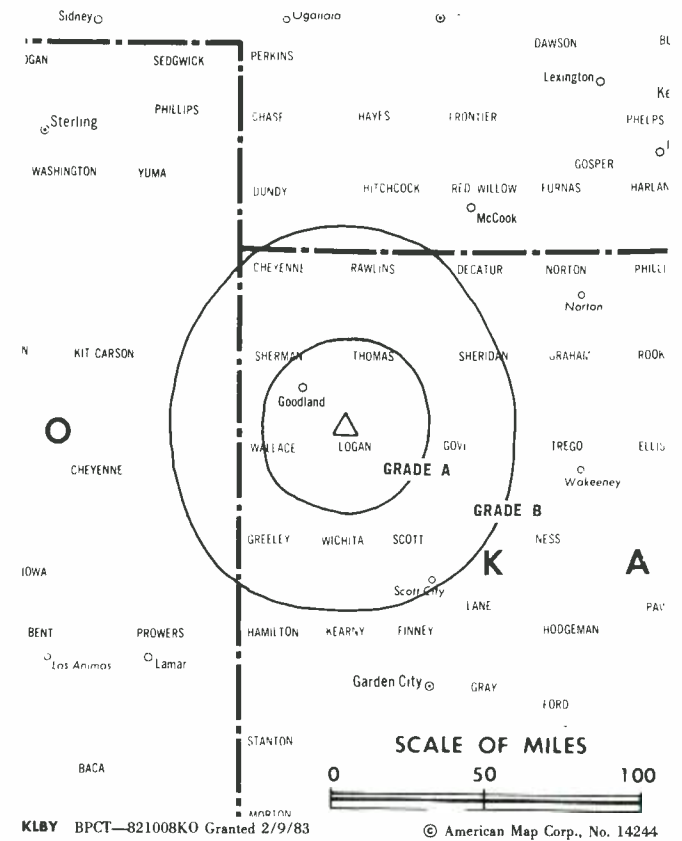 Sidney
DAWSON
SEDGWICK
PERKINS
Lexington
PHILLIPS
CHASE
HAYES
FRONTIER
PHELPS
Sterling
GOSPER
WASHINGTON
YUMA
DUNDY
HITCHCOCK
RED WILLOW
FURNAS
HARLAN
McCook
CHEYENNE
RAWLINS
DECATUR
NORTON
PHILLI
Norton
N
KIT CARSON
SHERMAN
THOMAS
SHERIDAN
GRAHAM
ROOK
Goodland
O
WALLACE
LOGAN
GOVE
TREGO
ELLIS
CHEYENNE
GRADE A
Wakeeney
GRADE B
GREELEY
WICHITA
SCOTT
NESS
K A
IOWA
Scott City
LANE
BENT
PROWERS
HAMILTON
KEARNY
FINNEY
HODGEMAN
Las Animas
Lamar
Garden City
GRAY
FORD
STANTON
SCALE OF MILES
BACA
0 50 100
MORTON
KLBY BPCT—821008KO Granted 2/9/83
© American Map Corp., No. 14244